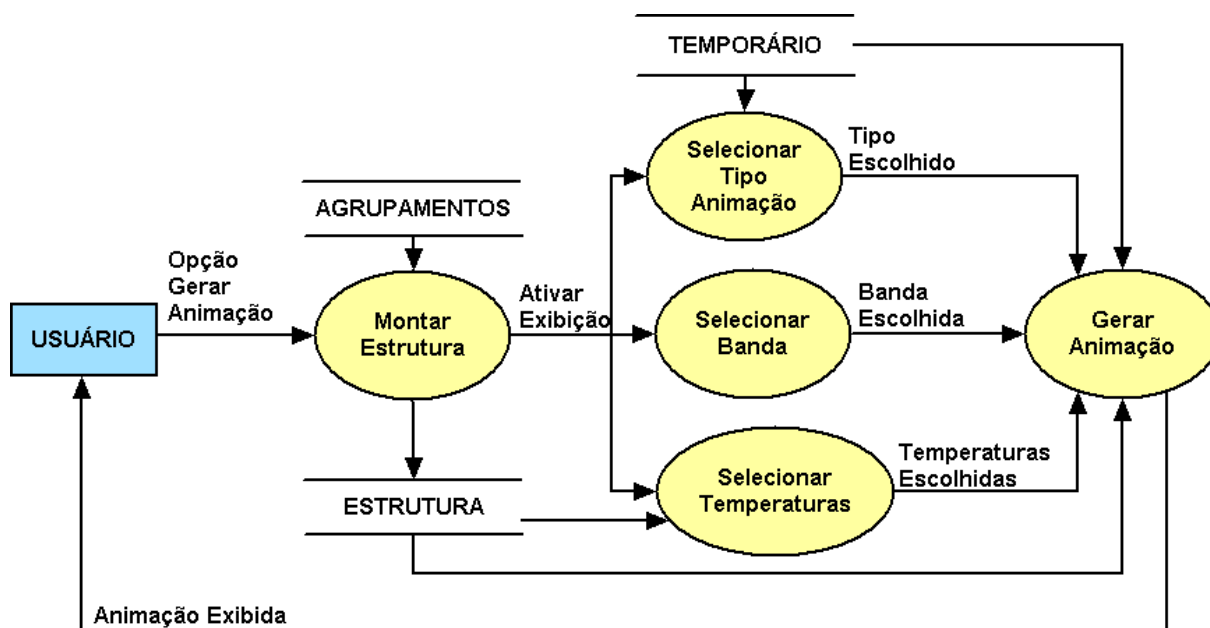 TEMPORÁRIO
Selecionar
Tipo
Animação
Tipo
Escolhido
AGRUPAMENTOS
Opção
Gerar
Animação
USUÁRIO
Montar
Estrutura
Ativar
Exibição
Selecionar
Banda
Banda
Escolhida
Gerar
Animação
ESTRUTURA
Selecionar
Temperaturas
Temperaturas
Escolhidas
Animação Exibida